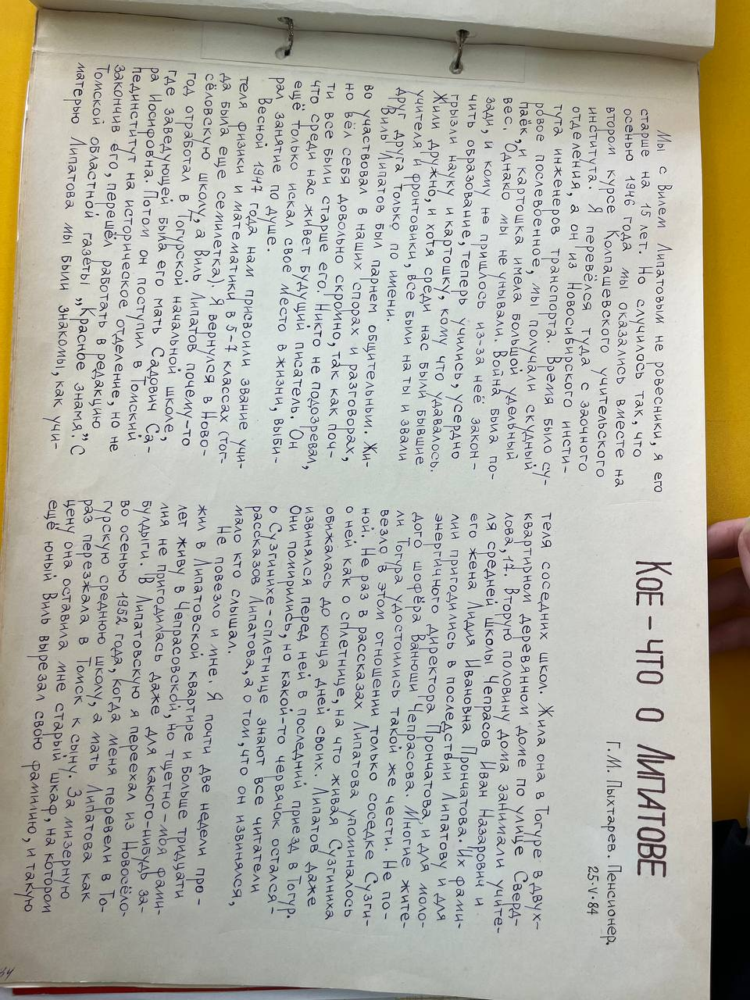 Кое-что о Липатове
Г.М. Пыхтарев. Пенсионер.
25.V.84
Мы с Вилем Липатовым не ровесники, я его
старше на 15 лет. Но случилось так, что
осенью 1946 года мы оказались вместе на
втором курсе Колпашевского учительского
института. Я перевёлся туда с заочного
отделения, а он из Новосибирского инсти-
тута инженеров транспорта. Время было су-
ровое послевоенное, мы получали скудный
паёк, и картошка имела большой удельный
вес. Однако мы не унывали. Война была по-
зади, и кому не пришлось из-за неё закон-
чить образование, теперь учились, усердно
грызли науку и картошку, кому что удавалось.
Жили дружно, и хотя среди нас были бывшие
учителя и фронтовики, все были на ты и звали
друг друга только по имени.
Виль Липатов был парнем общительным. Жи-
во участвовал в наших спорах и разговорах,
но вёл себя довольно скромно, так как поч-
ти все были старше его. Никто не подозревал,
что среди нас живет будущий писатель. Он
ещё только искал свое место в жизни, выби-
рал занятие по душе.
Весной 1947 года нам присвоили звание учи-
теля физики и математики в 5-7 классах (тог-
да была еще семилетка). Я вернулся в Ново-
сёловскую школу, а Виль Липатов почему-то
год отработал в Тогурской начальной школе,
где заведующей была его мать Садович Са-
ра Иосифовна. Потом он поступил в Томский
пединститут на историческое отделение, но не
закончив его, перешёл работать в редакцию
Томской областной газеты „Красное знамя." С
матерью Липатова мы были знакомы, как учи-
теля соседних школ. Жила она в Тогуре в двух-
квартирном деревянном доме по улице Сверд-
лова, 17. Вторую половину дома занимали учите-
ля средней школы Чепрасов Иван Назарович и
его жена Лидия Ивановна Прончатова. Их фами-
лии пригодились в последствии Липатову и для
энергичного директора Прончатова, и для моло-
дого шофёра Ванюши Чепрасова. Многие жите-
ли Тогура удостоились такой же чести. Не по-
везло в этом отношении только соседке Сузги-
ной. Не раз в рассказах Липатова упоминалось
о ней как о сплетнице, на что живая Сузгиниха
обижалась до конца дней своих. Липатов даже
извинялся перед ней в последний приезд в Тогур.
Они помирились, но какой-то червячок остался-
о Сузгинихе-сплетнице знают все читатели
рассказов Липатова, а о том, что он извинялся,
мало кто слышал.
Не повезло и мне. Я почти две недели про-
жил в Липатовской квартире и больше тридцати
лет живу в Чепрасовской, но тщетно-моя фами-
лия не пригодилась даже для какого-нибудь за-
булдыги. В Липатовскую я переехал из Новосёло-
во осенью 1952 года, когда меня перевели в То-
гурскую среднюю школу, а мать Липатова как
раз переезжала в Томск к сыну. За мизерную
цену она оставила мне старый шкаф, на котором
ещё юный Виль вырезал свою фамилию, и такую